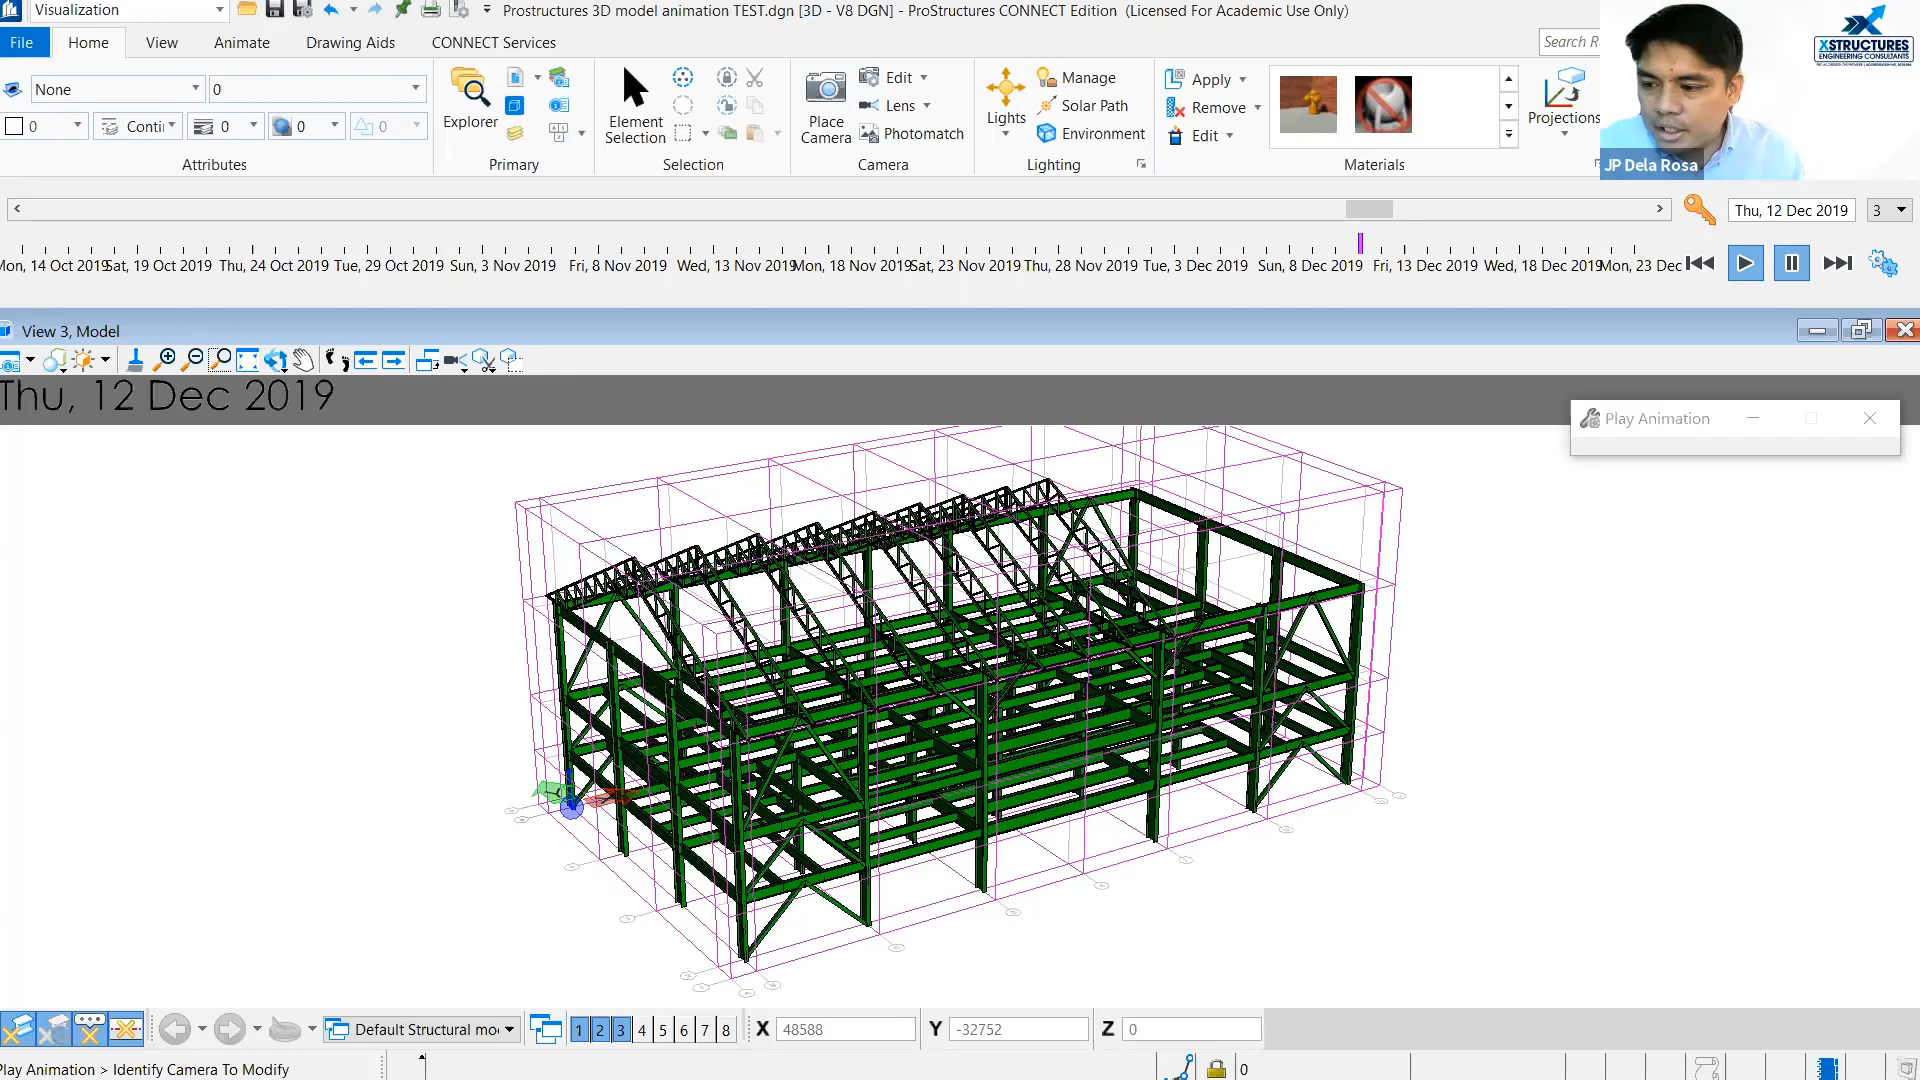 Visualization
Prostructures 3D model animation TEST.dgn [3D - V8 DGN] - ProStructures CONNECT Edition (Licensed For Academic Use Only)
File
Home
View
Animate
Drawing Aids
CONNECT Services
Search R
XSTRUCTURES
ENGINEERING CONSULTANTS
JP Dela Rosa
None
0
0
Conti
0
0
0
Attributes
Explorer
Primary
Element
Selection
Selection
Place
Camera
Edit
Lens
Photomatch
Camera
Lights
Manage
Solar Path
Environment
Lighting
Apply
Remove
Edit
Materials
Projections
Thu, 12 Dec 2019
3
Mon, 14 Oct 2019
Sat, 19 Oct 2019
Thu, 24 Oct 2019
Tue, 29 Oct 2019
Sun, 3 Nov 2019
Fri, 8 Nov 2019
Wed, 13 Nov 2019
Mon, 18 Nov 2019
Sat, 23 Nov 2019
Thu, 28 Nov 2019
Tue, 3 Dec 2019
Sun, 8 Dec 2019
Fri, 13 Dec 2019
Wed, 18 Dec 2019
Mon, 23 Dec
View 3, Model
Thu, 12 Dec 2019
Play Animation
Default Structural mo
1 2 3 4 5 6 7 8
X 48588
Y -32752
Z 0
Play Animation > Identify Camera To Modify
0